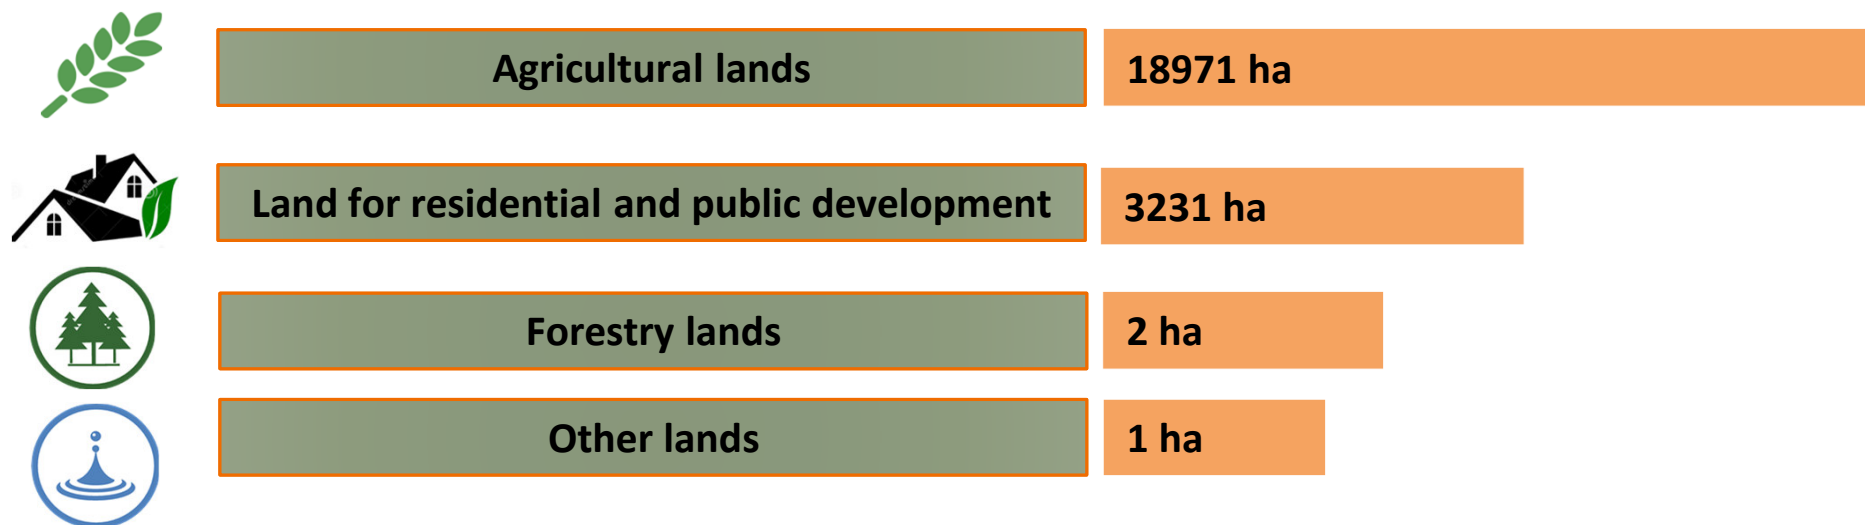 Agricultural lands
18971 ha
Land for residential and public development
3231 ha
Forestry lands
2 ha
Other lands
1 ha